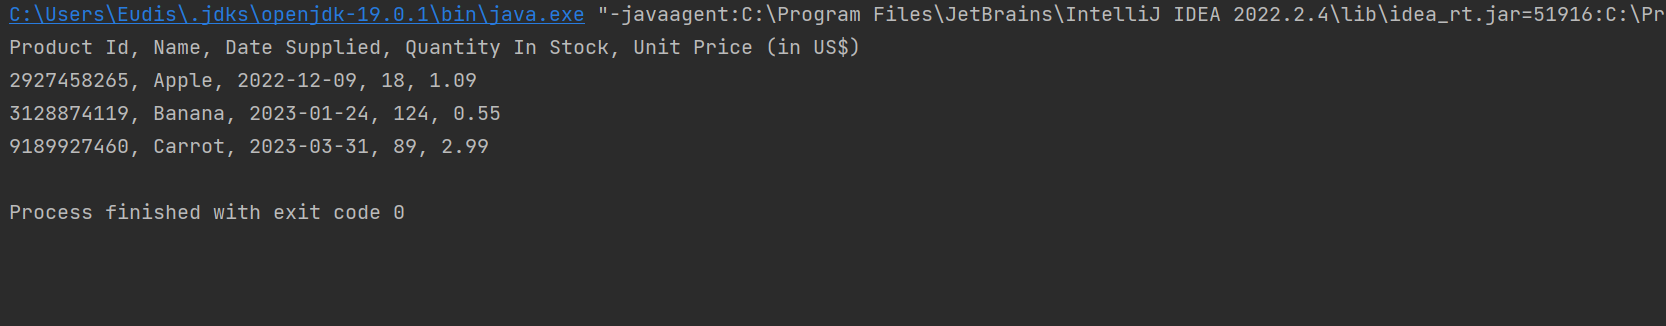 C:\Users\Eudis\.jdks\openjdk-19.0.1\bin\java.exe "-javaagent:C:\Program Files\JetBrains\IntelliJ IDEA 2022.2.4\lib\idea_rt.jar=51916:C:\Pr
Product Id, Name, Date Supplied, Quantity In Stock, Unit Price (in US$)
2927458265, Apple, 2022-12-09, 18, 1.09
3128874119, Banana, 2023-01-24, 124, 0.55
9189927460, Carrot, 2023-03-31, 89, 2.99
Process finished with exit code 0